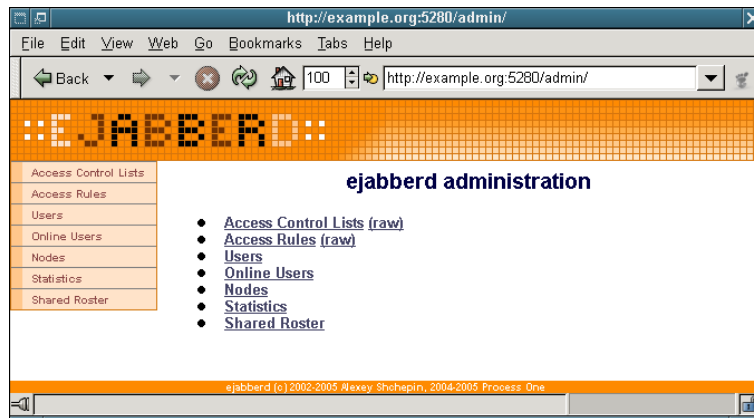 http://example.org:5280/admin/
File Edit View Web Go Bookmarks Tabs Help
Back 100 http://example.org:5280/admin/
::EJABBERD::
Access Control Lists
Access Rules
Users
Online Users
Nodes
Statistics
Shared Roster
ejabberd administration
Access Control Lists (raw)
Access Rules (raw)
Users
Online Users
Nodes
Statistics
Shared Roster
ejabberd (c) 2002-2005 Alexey Shchepin, 2004-2005 Process One